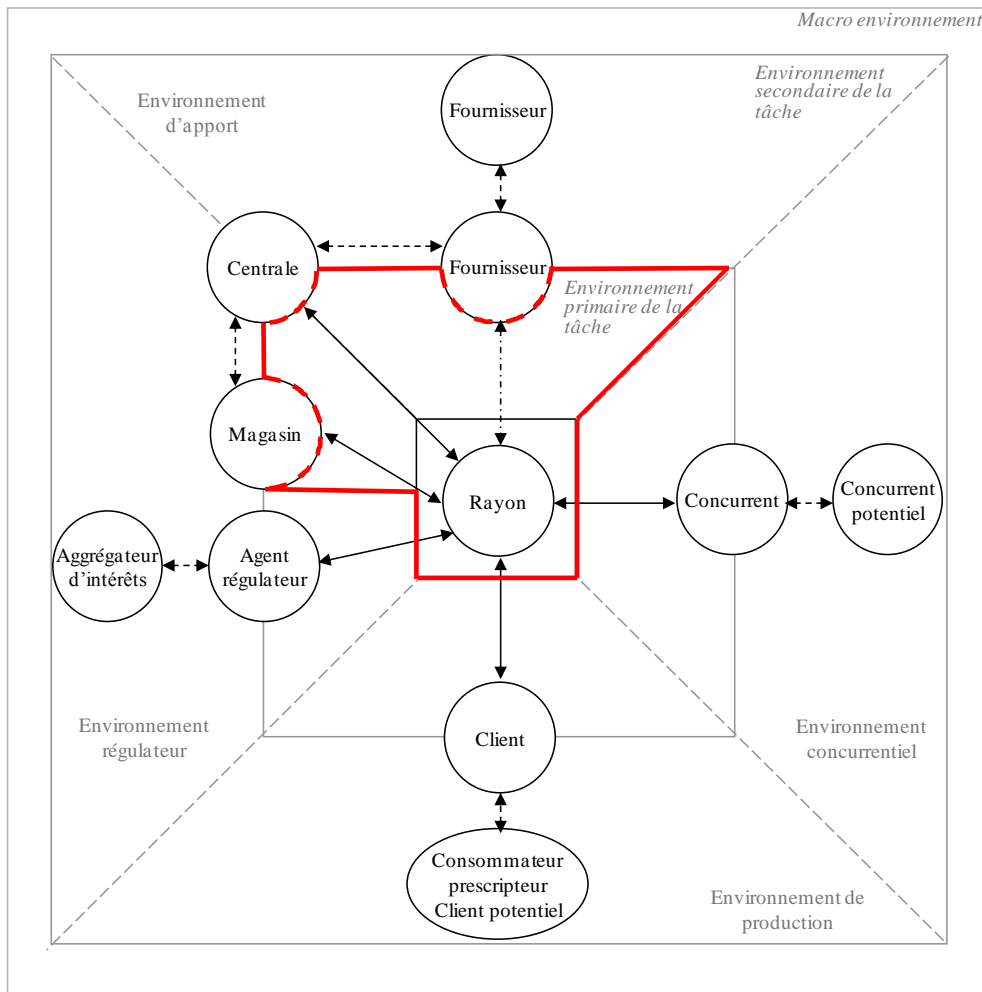 Macro environnement
Environnement
secondaire de la
tâche
Environnement
d'apport
Fournisseur
Centrale
Fournisseur
Environnement
primaire de la
tâche
Magasin
Rayon
Concurrent
Concurrent
potentiel
Aggrégateur
d'intérêts
Agent
régulateur
Environnement
régulateur
Client
Environnement
concurrentiel
Consommateur
prescripteur
Client potentiel
Environnement de
production